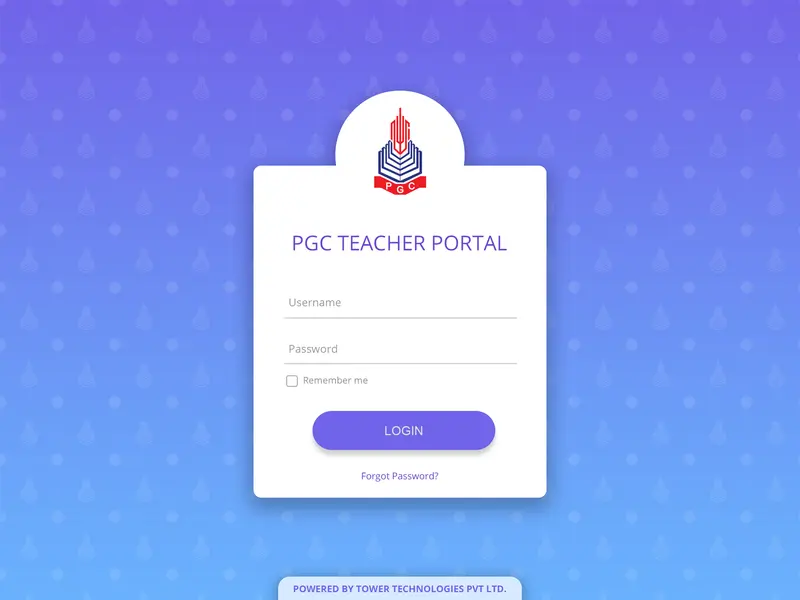 PGC
PGC TEACHER PORTAL
Username
Password
Remember me
LOGIN
Forgot Password?
POWERED BY TOWER TECHNOLOGIES PVT LTD.